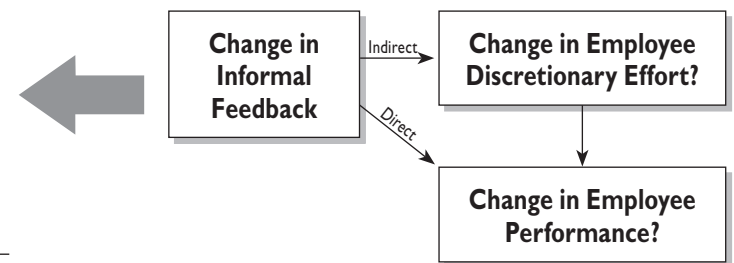 Change in
Informal
Feedback
Indirect
Change in Employee
Discretionary Effort?
Direct
Change in Employee
Performance?